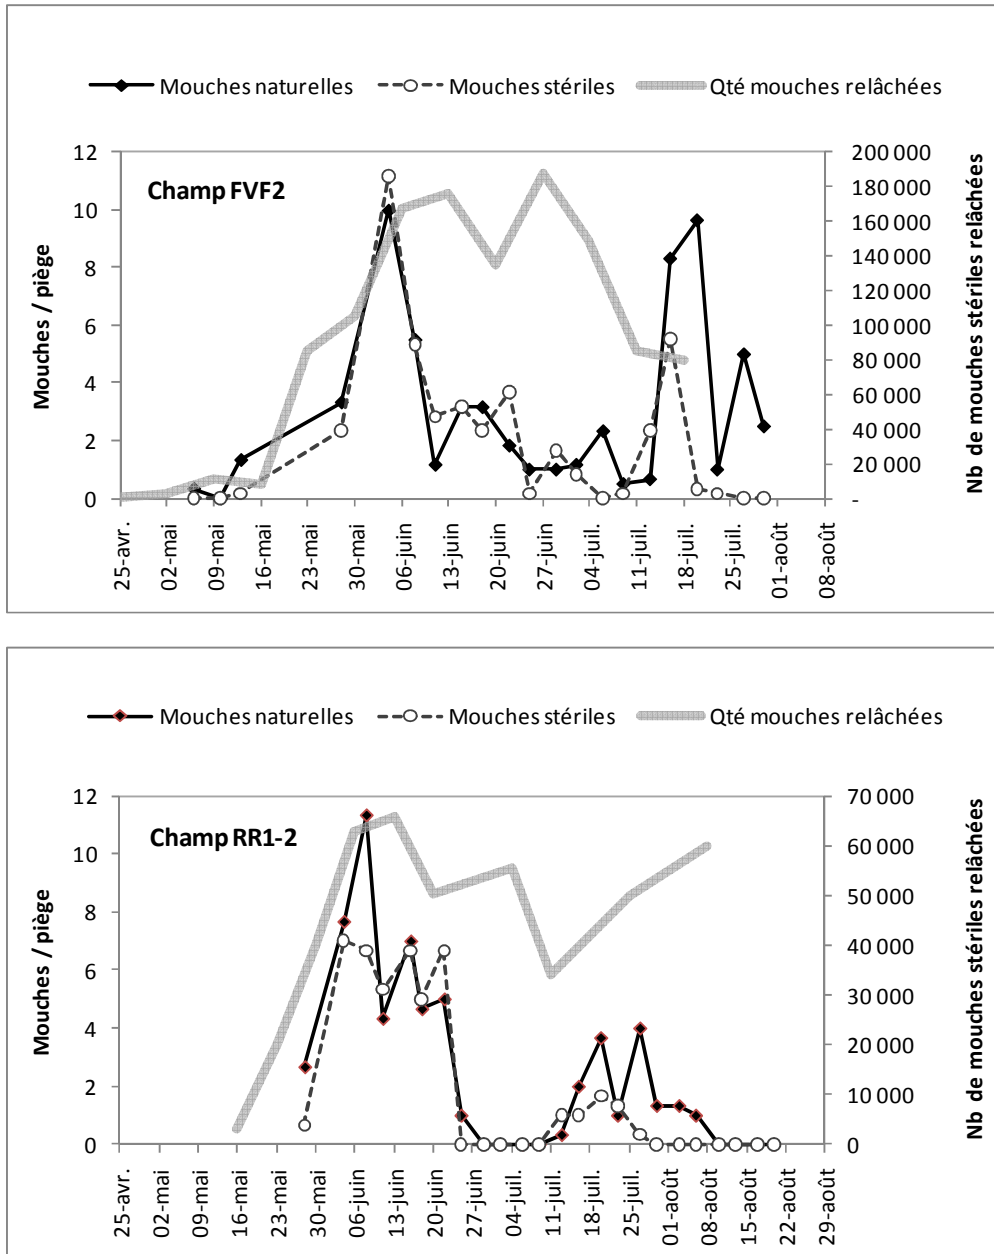 Mouches naturelles Mouches stériles Qté mouches relâchées
Champ FVF2
Mouches / piège
12
10
8
6
4
2
0
200 000
180 000
160 000
140 000
120 000
100 000
80 000
60 000
40 000
20 000
-
Nb de mouches stériles relâchées
25-avr.
02-mai
09-mai
16-mai
23-mai
30-mai
06-juin
13-juin
20-juin
27-juin
04-juil.
11-juil.
18-juil.
25-juil.
01-août
08-août
Mouches naturelles Mouches stériles Qté mouches relâchées
Champ RR1-2
Mouches / piège
12
10
8
6
4
2
0
70 000
60 000
50 000
40 000
30 000
20 000
10 000
0
Nb de mouches stériles relâchées
25-avr.
02-mai
09-mai
16-mai
23-mai
30-mai
06-juin
13-juin
20-juin
27-juin
04-juil.
11-juil.
18-juil.
25-juil.
01-août
08-août
15-août
22-août
29-août